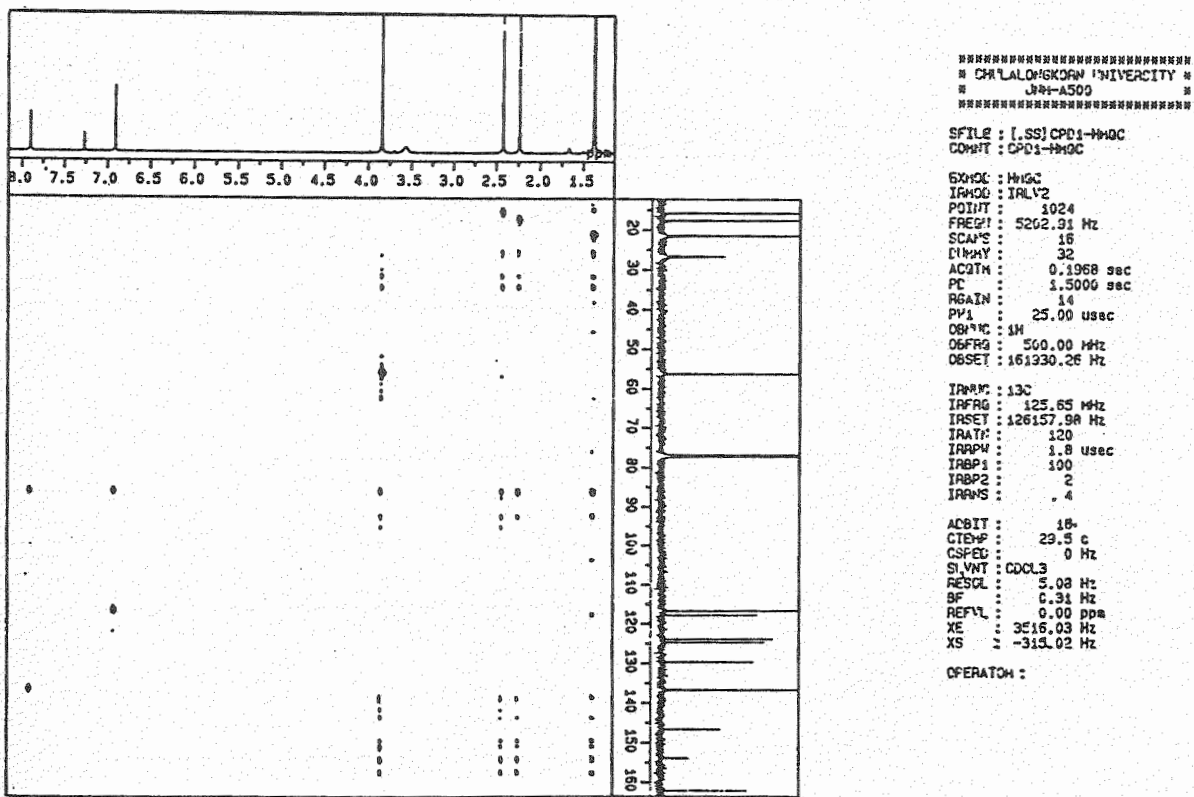 ppm
8.0 7.5 7.0 6.5 6.0 5.5 5.0 4.5 4.0 3.5 3.0 2.5 2.0 1.5
20
30
40
50
60
70
80
90
100
110
120
130
140
150
160
JNM-A500
SFILE : [.SS]CPD1-HMQC
COMNT : CPD1-HMQC
EXMOD : HMQC
IRMOD : IRLV2
POINT : 1024
FREQU : 5202.91 Hz
SCANS : 16
DUMMY : 32
ACQTM : 0.1968 sec
PD : 1.5000 sec
RGAIN : 14
PW1 : 25.00 usec
OBNUC : 1H
OBFRQ : 500.00 MHz
OBSET : 161930.26 Hz
IRNUC : 13C
IRFRQ : 125.65 MHz
IRSET : 126157.98 Hz
IRATN : 120
IRRPW : 1.8 usec
IRBP1 : 100
IRBP2 : 2
IRRNS : 4
ADBIT : 16
CTEMP : 29.5 c
CSPED : 0 Hz
SLVNT : CDCL3
RESOL : 5.08 Hz
BF : 0.31 Hz
REFVL : 0.00 ppm
XE : 3516.03 Hz
XS : -315.02 Hz
OPERATOR :